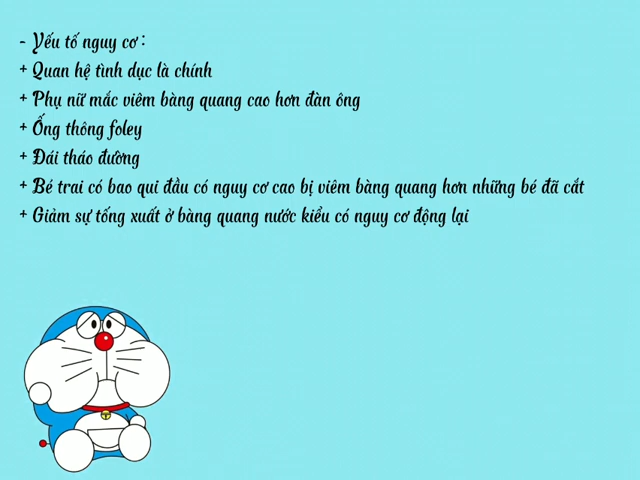 - Yếu tố nguy cơ :
+ Quan hệ tình dục là chính
+ Phụ nữ mắc viêm bàng quang cao hơn đàn ông
+ Ống thông foley
+ Đái tháo đường
+ Bé trai có bao qui đầu có nguy cơ cao bị viêm bàng quang hơn những bé đã cắt
+ Giảm sự tống xuất ở bàng quang nước kiểu có nguy cơ động lại